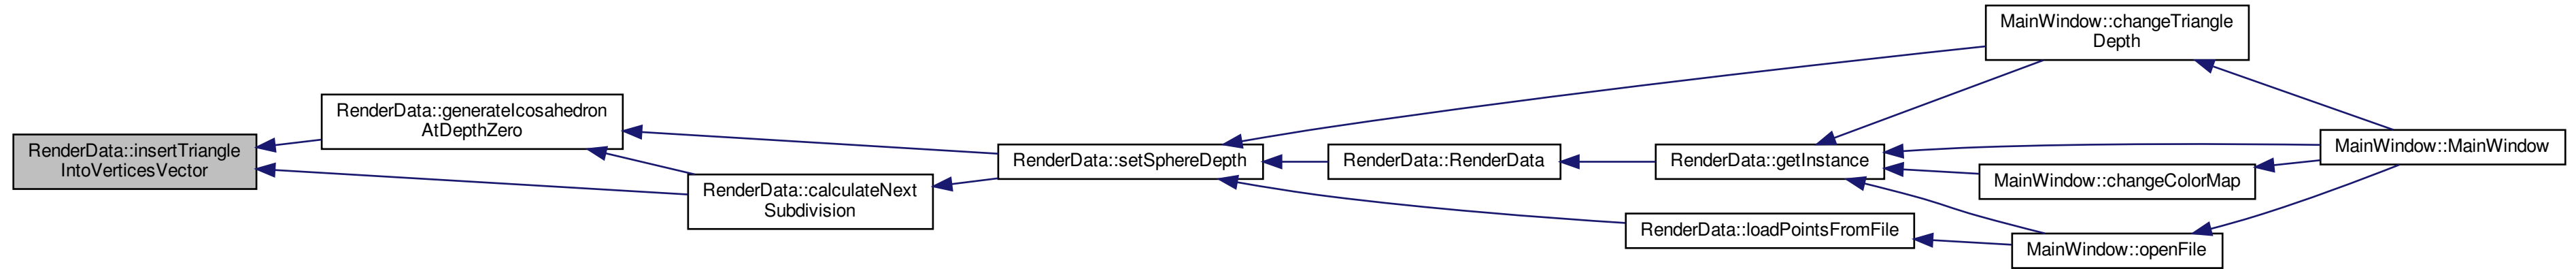 RenderData::insertTriangle
IntoVerticesVector
RenderData::generateIcosahedron
AtDepthZero
RenderData::calculateNext
Subdivision
RenderData::setSphereDepth
RenderData::RenderData
RenderData::loadPointsFromFile
RenderData::getInstance
MainWindow::changeTriangle
Depth
MainWindow::changeColorMap
MainWindow::openFile
MainWindow::MainWindow